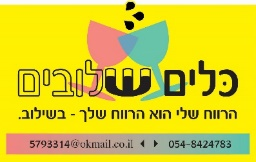 כלים שלובים
הרווח שלי הוא הרווח שלך - בשילוב.
5793314@okmail.co.il ◄ ► 054-8424783